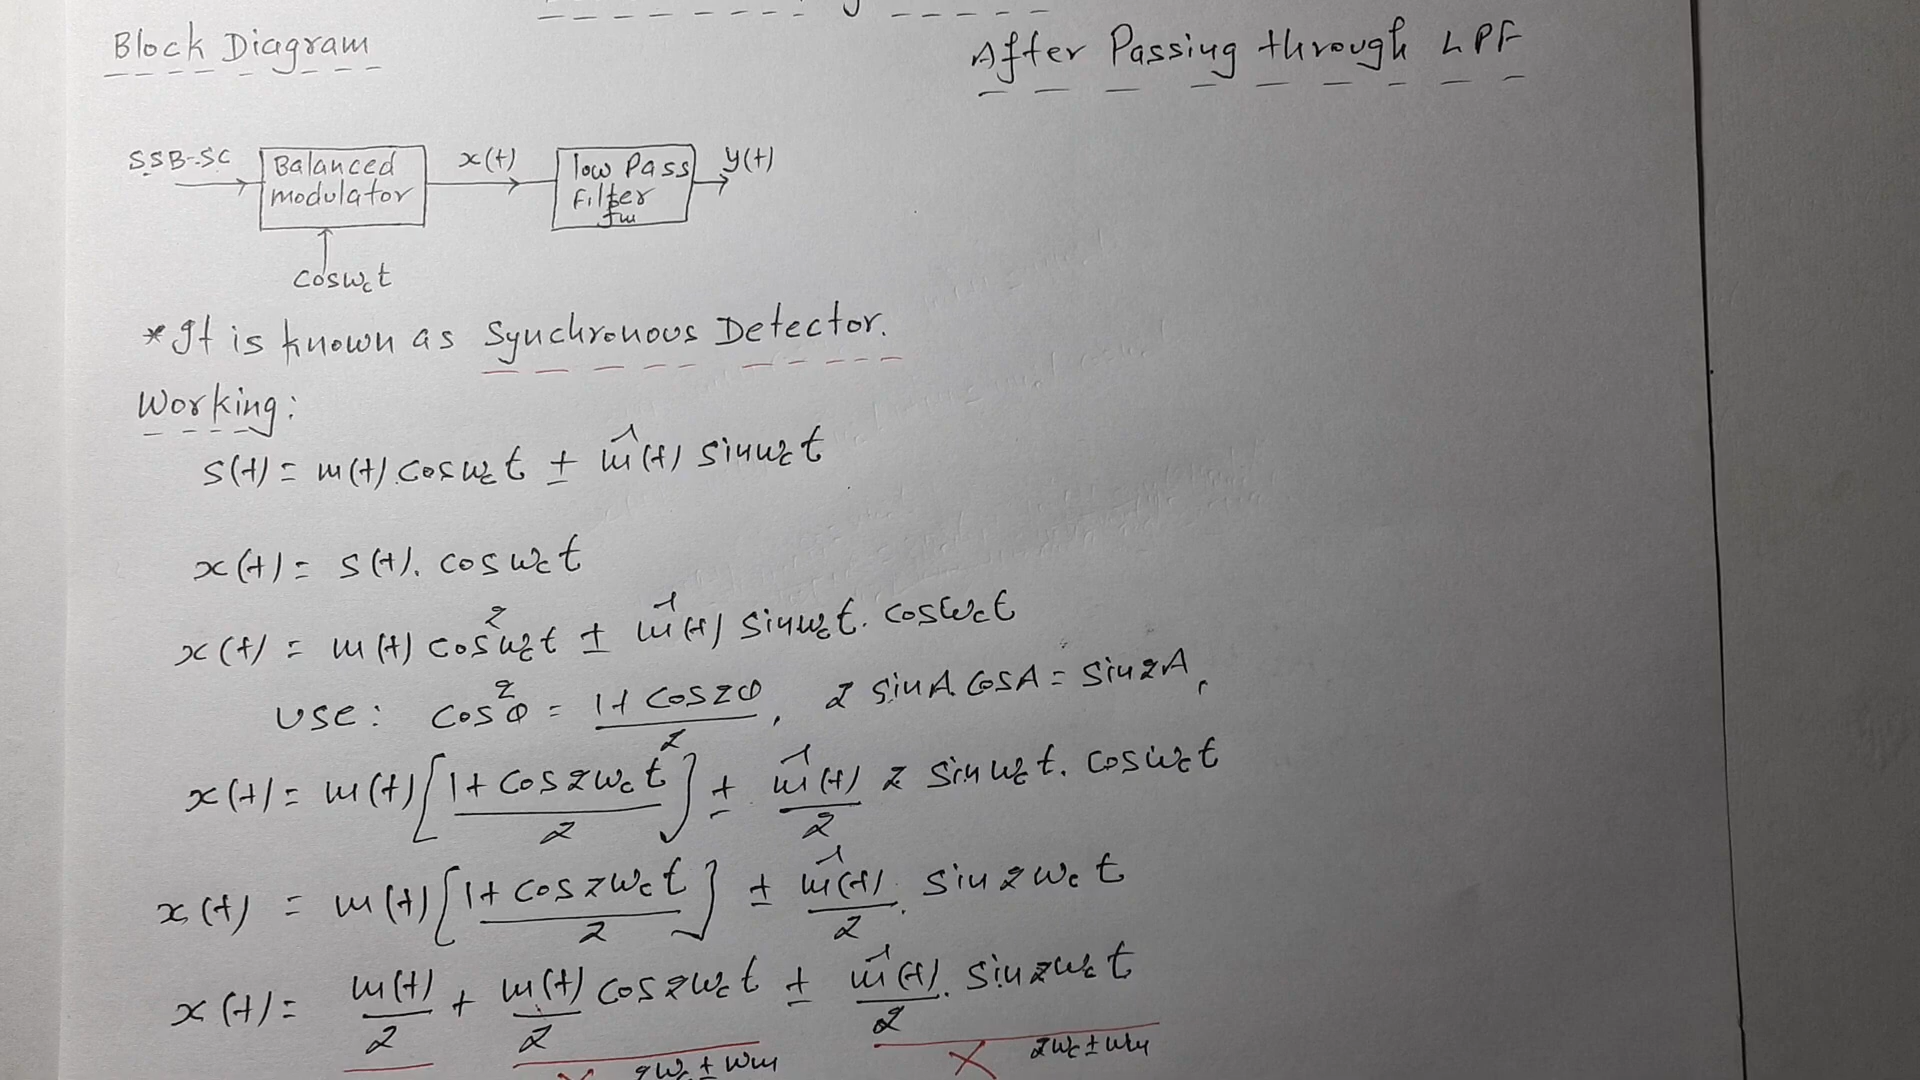 Block Diagram
After Passing through LPF
SSB-SC
Balanced
modulator
x(t)
low Pass
Filter
fm
y(t)
Cosωct
*It is known as Synchronous Detector.
Working:
s(t) = m(t).cosωct ± m̂(t) sinωct
x(t) = s(t). cosωct
x(t) = m(t) cos²ωct ± m̂(t) sinωct. cosωct
Use: cos²θ = (1+cos2θ)/2, 2 sinA.cosA = sin2A,
x(t) = m(t)[(1+cos2ωct)/2] ± m̂(t)/2 2 sinωct. cosωct
x(t) = m(t)[(1+cos2ωct)/2] ± m̂(t)/2. sin2ωct
x(t) = m(t)/2 + m(t)/2 cos2ωct ± m̂(t)/2. sin2ωct
2ωc±ωm
2ωc±ωm